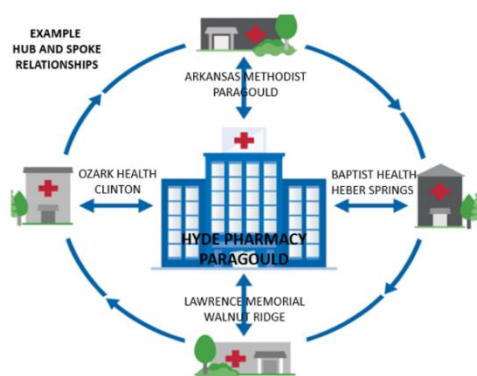 EXAMPLE
HUB AND SPOKE
RELATIONSHIPS
ARKANSAS METHODIST
PARAGOULD
OZARK HEALTH
CLINTON
BAPTIST HEALTH
HEBER SPRINGS
HYDE PHARMACY
PARAGOULD
LAWRENCE MEMORIAL
WALNUT RIDGE